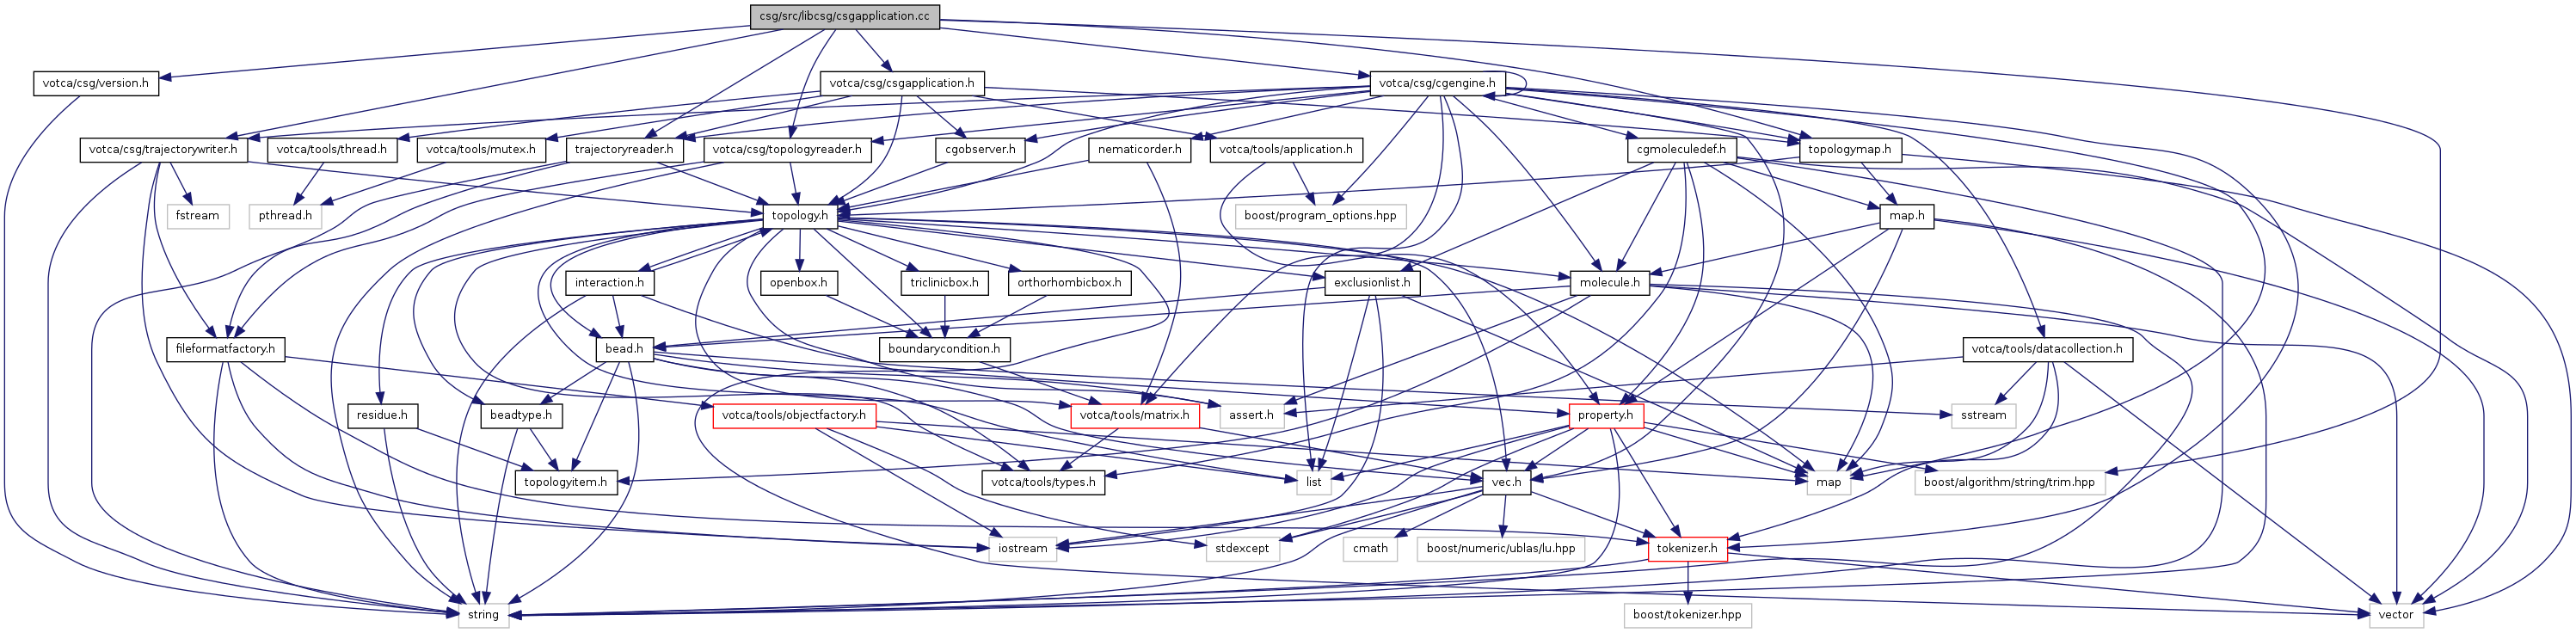 csg/src/libcsg/csgapplication.cc
votca/csg/version.h
votca/csg/csgapplication.h
votca/csg/cgengine.h
votca/csg/trajectorywriter.h
votca/tools/thread.h
votca/tools/mutex.h
trajectoryreader.h
votca/csg/topologyreader.h
cgobserver.h
nematicorder.h
votca/tools/application.h
cgmoleculedef.h
topologymap.h
fstream
pthread.h
topology.h
boost/program_options.hpp
map.h
interaction.h
openbox.h
triclinicbox.h
orthorhombicbox.h
exclusionlist.h
molecule.h
fileformatfactory.h
bead.h
boundarycondition.h
votca/tools/datacollection.h
residue.h
beadtype.h
votca/tools/objectfactory.h
votca/tools/matrix.h
assert.h
property.h
sstream
topologyitem.h
votca/tools/types.h
list
vec.h
map
boost/algorithm/string/trim.hpp
iostream
stdexcept
cmath
boost/numeric/ublas/lu.hpp
tokenizer.h
string
boost/tokenizer.hpp
vector